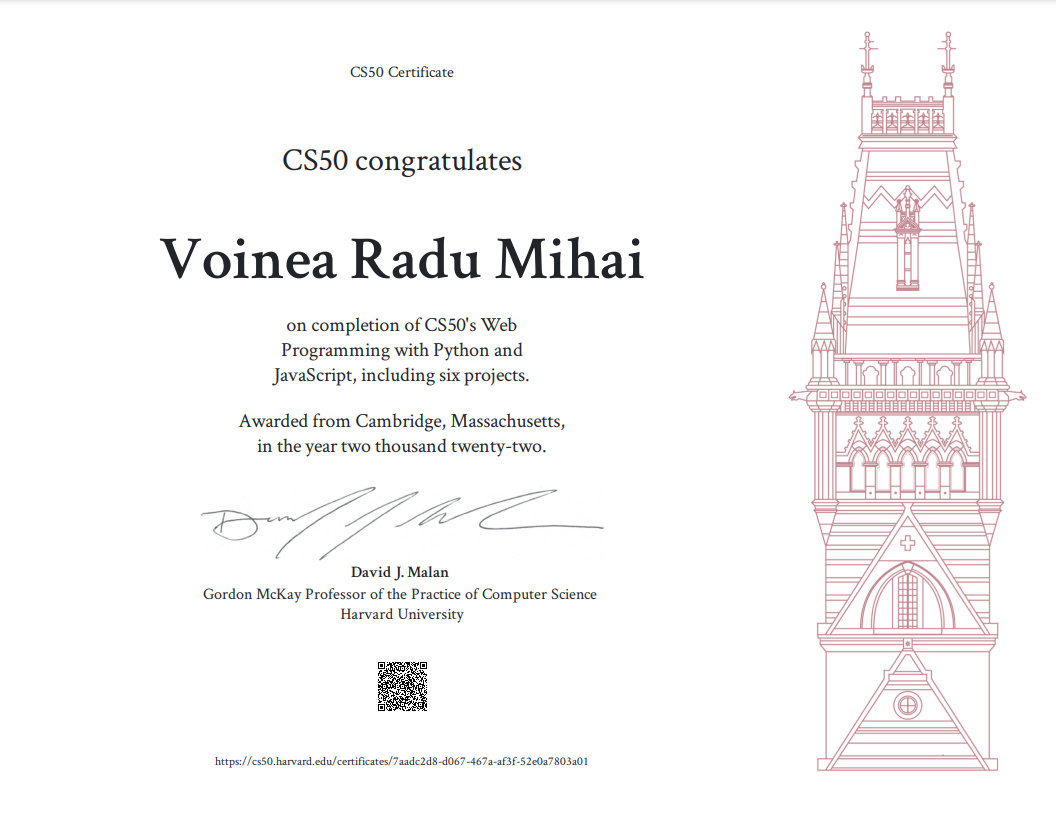 CS50 Certificate
CS50 congratulates
Voinea Radu Mihai
on completion of CS50's Web
Programming with Python and
JavaScript, including six projects.
Awarded from Cambridge, Massachusetts,
in the year two thousand twenty-two.
David J. Malan
Gordon McKay Professor of the Practice of Computer Science
Harvard University
https://cs50.harvard.edu/certificates/7aadc2d8-d067-467a-af3f-52e0a7803a01